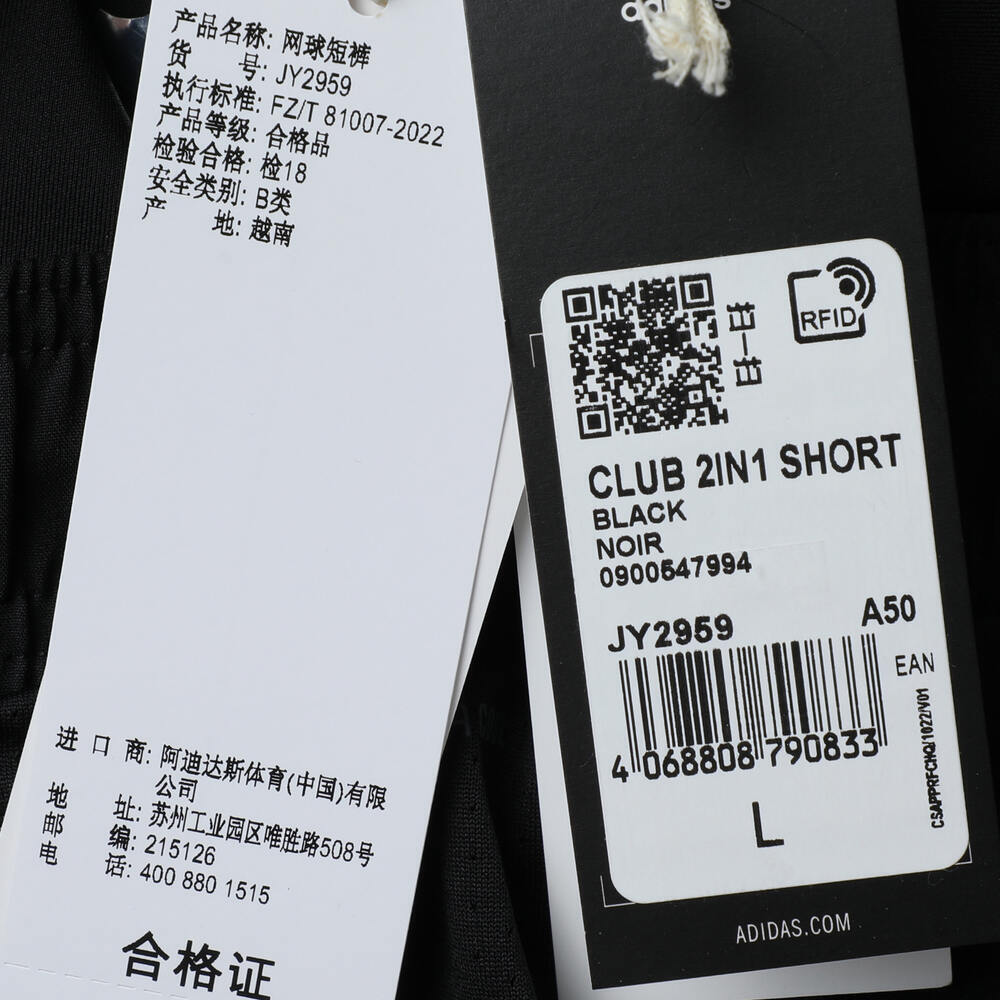 产品名称: 网球短裤
货 号: JY2959
执行标准: FZ/T 81007-2022
产品等级: 合格品
检验合格: 检18
安全类别: B类
产 地: 越南
进 口 商: 阿迪达斯体育(中国)有限
公司
地 址: 苏州工业园区唯胜路508号
邮 编: 215126
电 话: 400 880 1515
合格证
RFID
CLUB 2IN1 SHORT
BLACK
NOIR
0900547994
JY2959
A50
EAN
4 068808 790833
CSAPPRFCHQ/1022/V01
L
ADIDAS.COM